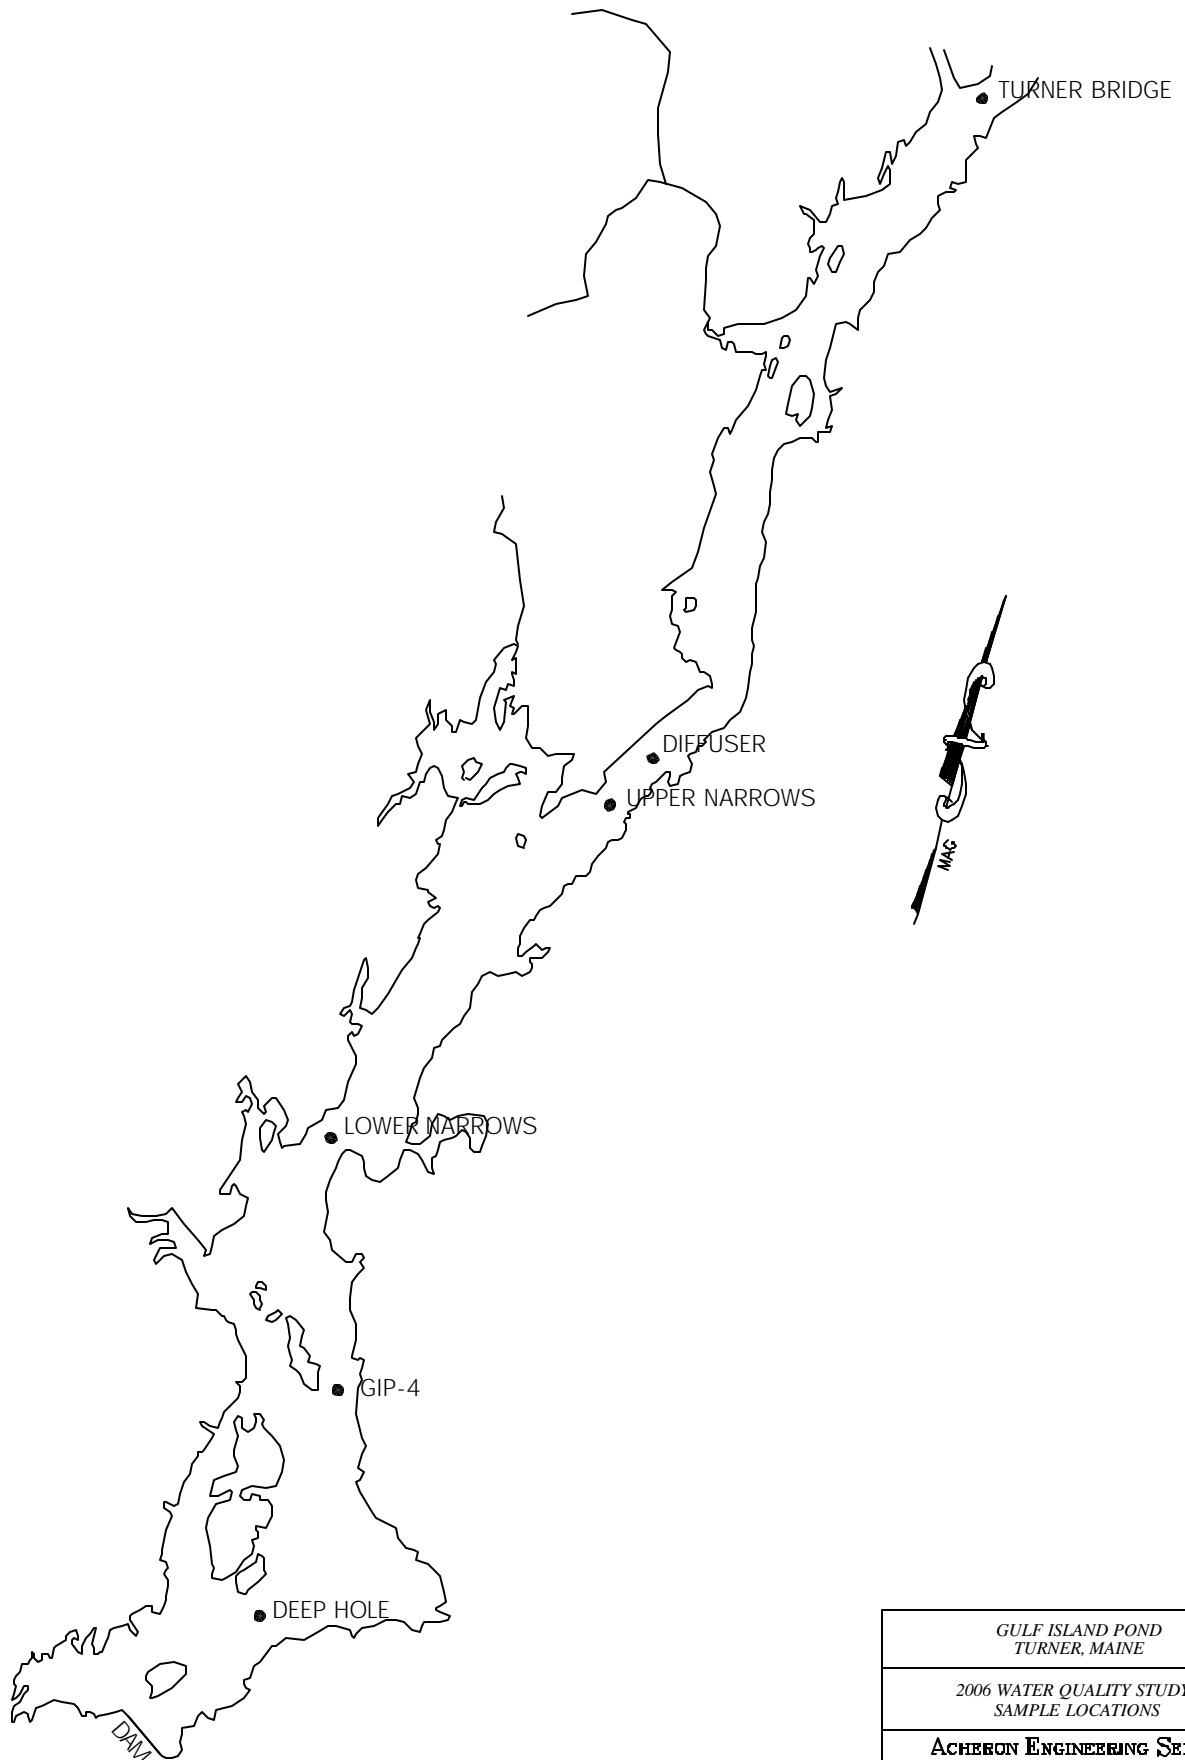 TURNER BRIDGE
DIFFUSER
UPPER NARROWS
MAG
LOWER NARROWS
GIP-4
DEEP HOLE
DAM
GULF ISLAND POND
TURNER, MAINE
2006 WATER QUALITY STUDY
SAMPLE LOCATIONS
ACHERON ENGINEERING